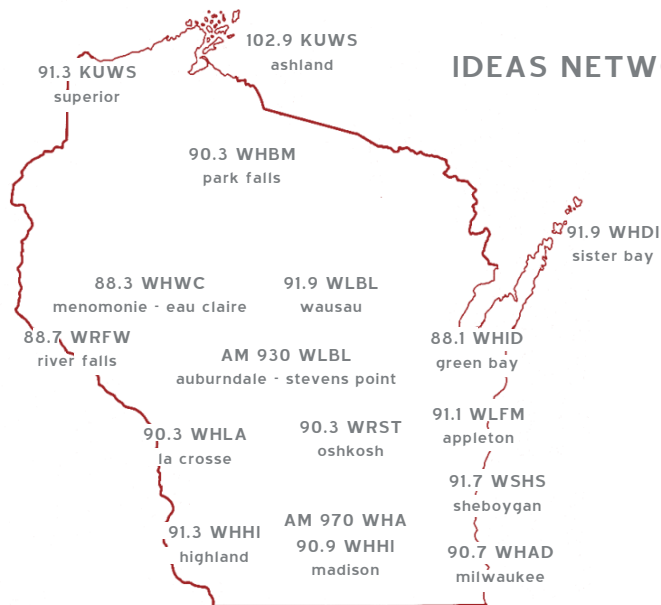 102.9 KUWS
ashland
IDEAS NETW
91.3 KUWS
superior
90.3 WHBM
park falls
91.9 WHDI
sister bay
88.3 WHWC
menomonie - eau claire
91.9 WLBL
wausau
88.7 WRFW
river falls
88.1 WHID
green bay
AM 930 WLBL
auburndale - stevens point
91.1 WLFM
appleton
90.3 WHLA
la crosse
90.3 WRST
oshkosh
91.7 WSHS
sheboygan
91.3 WHHI
highland
AM 970 WHA
90.9 WHHI
madison
90.7 WHAD
milwaukee